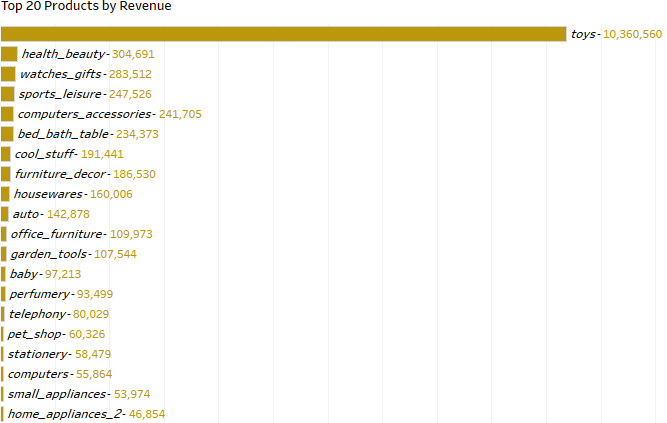 Top 20 Products by Revenue
toys- 10,360,560
health_beauty- 304,691
watches_gifts- 283,512
sports_leisure- 247,526
computers_accessories- 241,705
bed_bath_table- 234,373
cool_stuff- 191,441
furniture_decor- 186,530
housewares- 160,006
auto- 142,878
office_furniture- 109,973
garden_tools- 107,544
baby- 97,213
perfumery- 93,499
telephony- 80,029
pet_shop- 60,326
stationery- 58,479
computers- 55,864
small_appliances- 53,974
home_appliances_2- 46,854